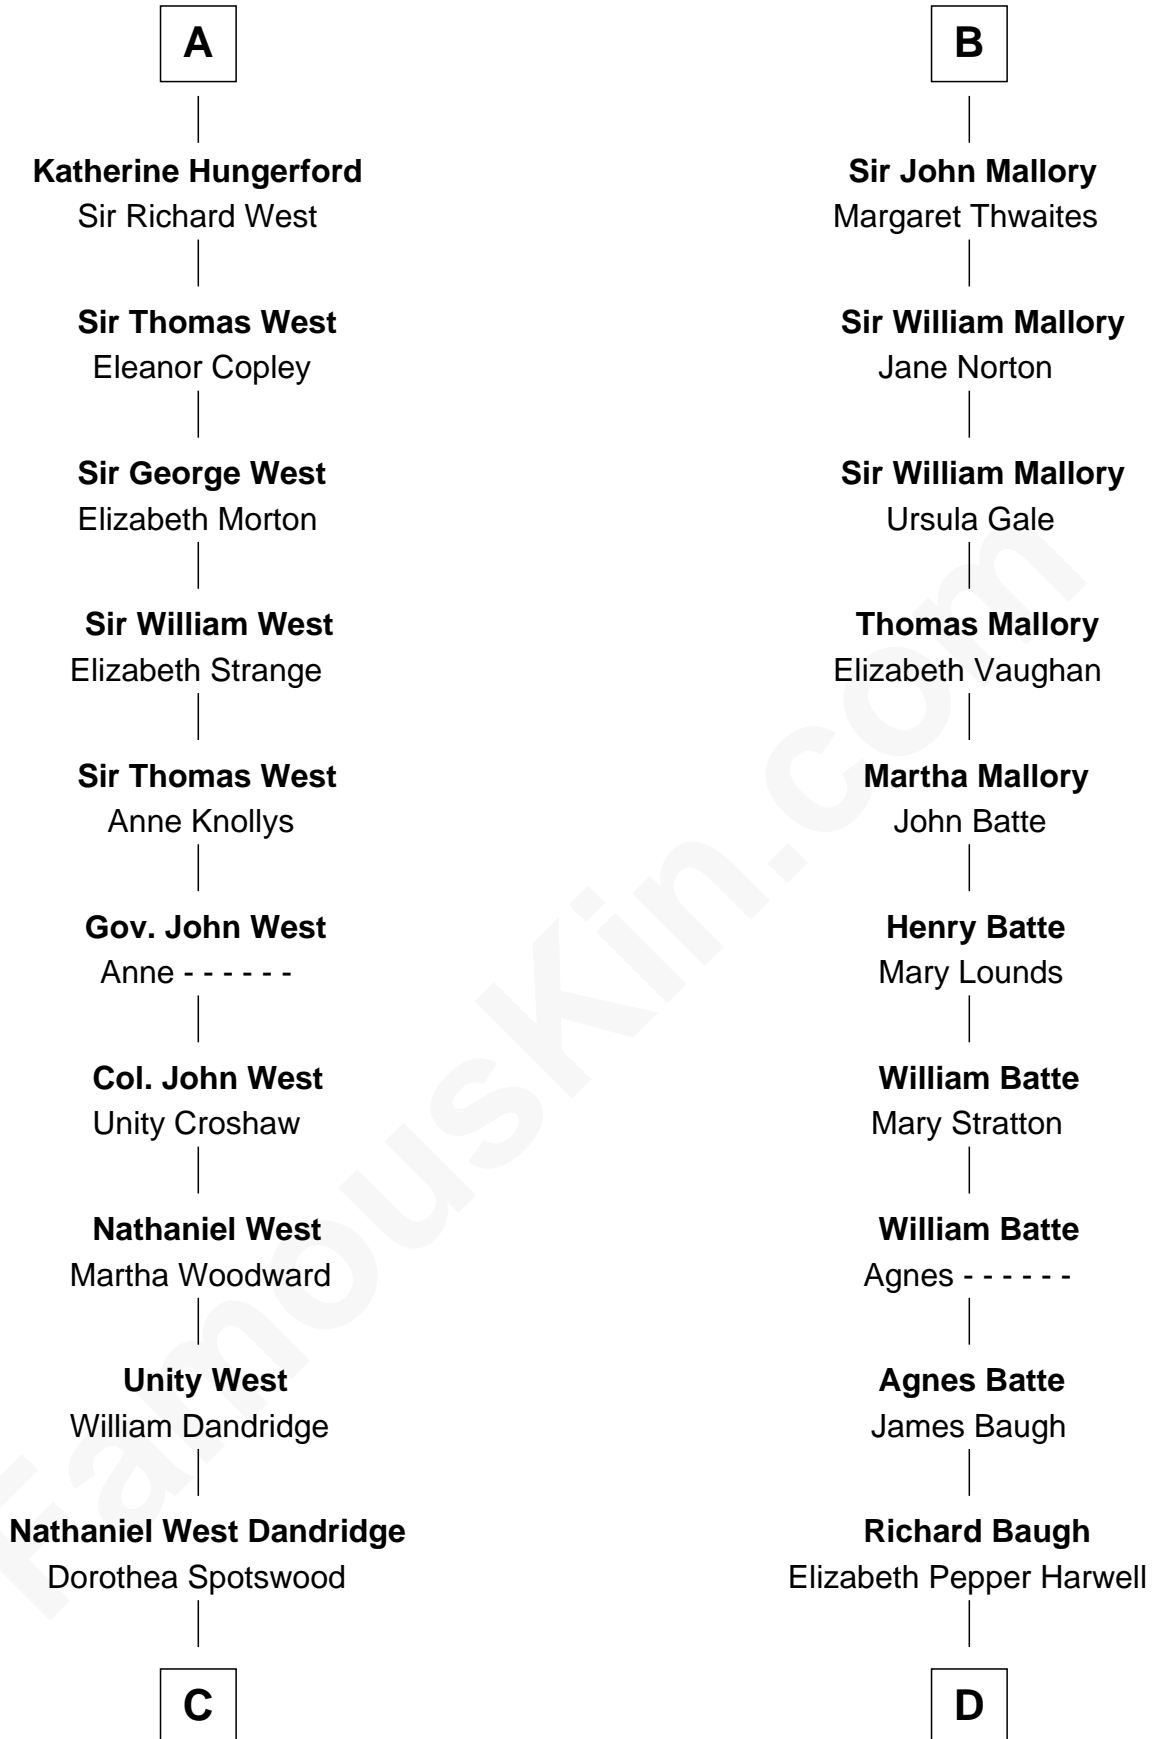 A
Katherine Hungerford
Sir Richard West
Sir Thomas West
Eleanor Copley
Sir George West
Elizabeth Morton
Sir William West
Elizabeth Strange
Sir Thomas West
Anne Knollys
Gov. John West
Anne - - - - - -
Col. John West
Unity Croshaw
Nathaniel West
Martha Woodward
Unity West
William Dandridge
Nathaniel West Dandridge
Dorothea Spotswood
C
B
Sir John Mallory
Margaret Thwaites
Sir William Mallory
Jane Norton
Sir William Mallory
Ursula Gale
Thomas Mallory
Elizabeth Vaughan
Martha Mallory
John Batte
Henry Batte
Mary Lounds
William Batte
Mary Stratton
William Batte
Agnes - - - - - -
Agnes Batte
James Baugh
Richard Baugh
Elizabeth Pepper Harwell
D
FamousKin.com